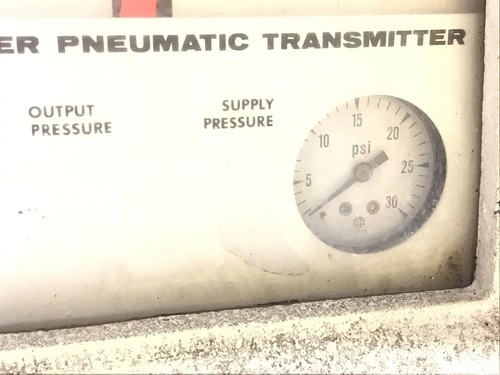 ER PNEUMATIC TRANSMITTER
OUTPUT
PRESSURE
SUPPLY
PRESSURE
15
10
20
psi
5
25
30